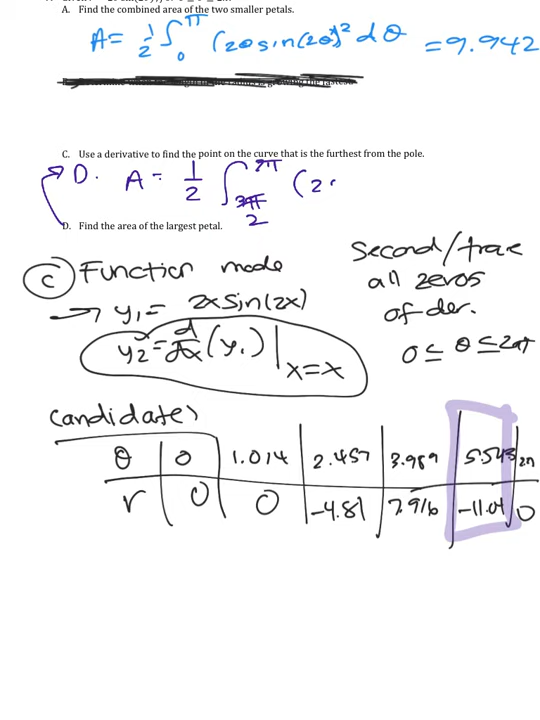 A. Find the combined area of the two smaller petals.
A = 1/2 ∫₀^π (2θ sin(2θ))² dθ = 9.942
C. Use a derivative to find the point on the curve that is the furthest from the pole.
D. A = 1/2 ∫_{3π/2}^{2π} (2
D. Find the area of the largest petal.
C Function mode
→ y₁ = 2x sin(2x)
y₂ = d/dx (y₁) | x=x
Second/trace
all zeros
of der.
0 ≤ θ ≤ 2π
Candidates
θ | 0 | 1.014 | 2.457 | 3.989 | 5.543 | 2π
r | 0 | 0 | -4.81 | 7.916 | -11.04 | 0